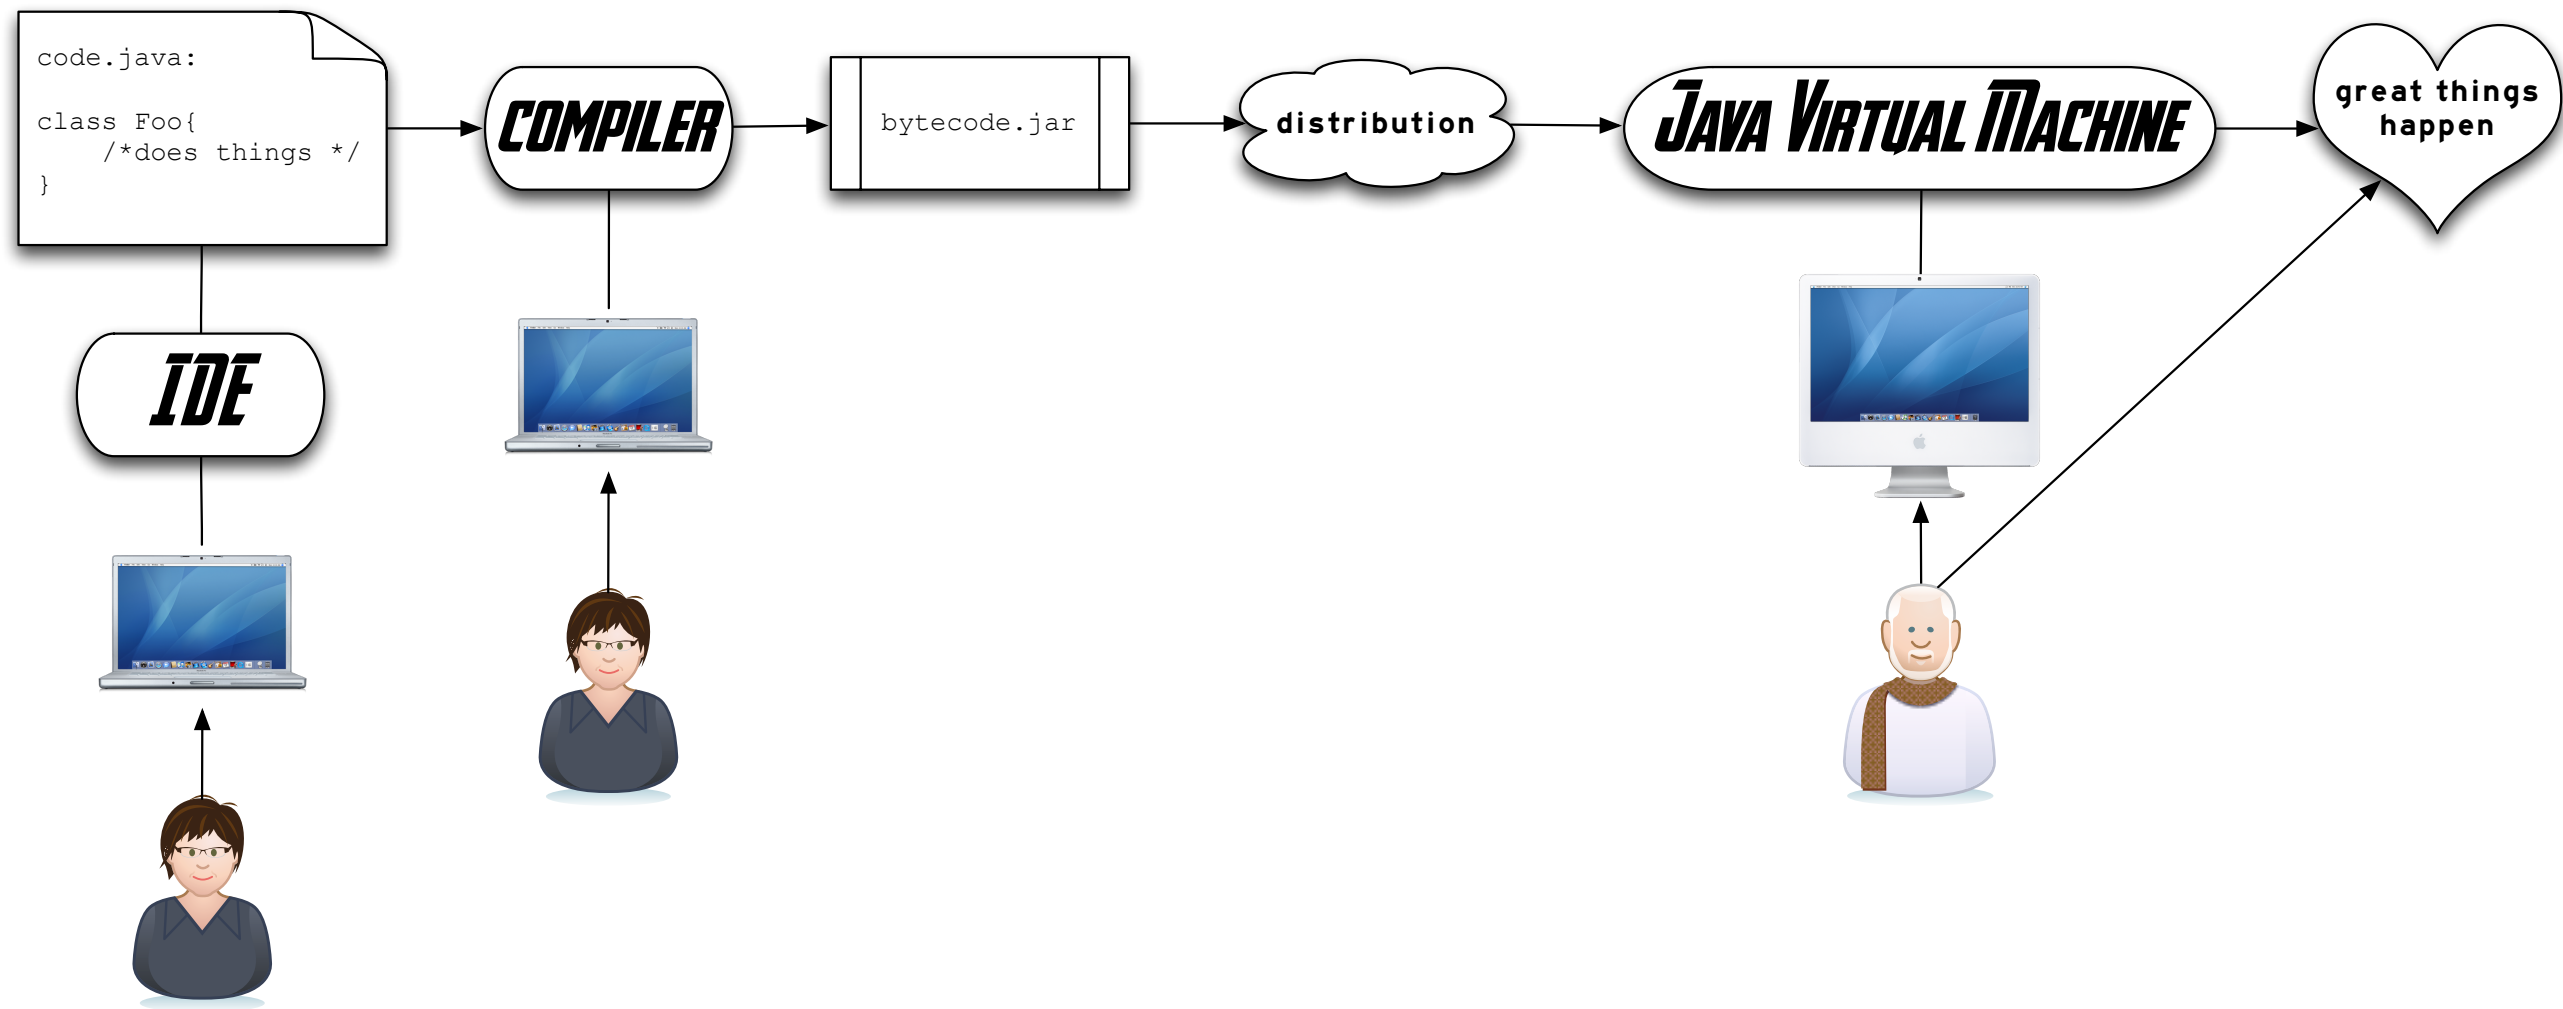 code.java:
class Foo{
/*does things */
}
COMPILER
bytecode.jar
distribution
JAVA VIRTUAL MACHINE
great things
happen
IDE